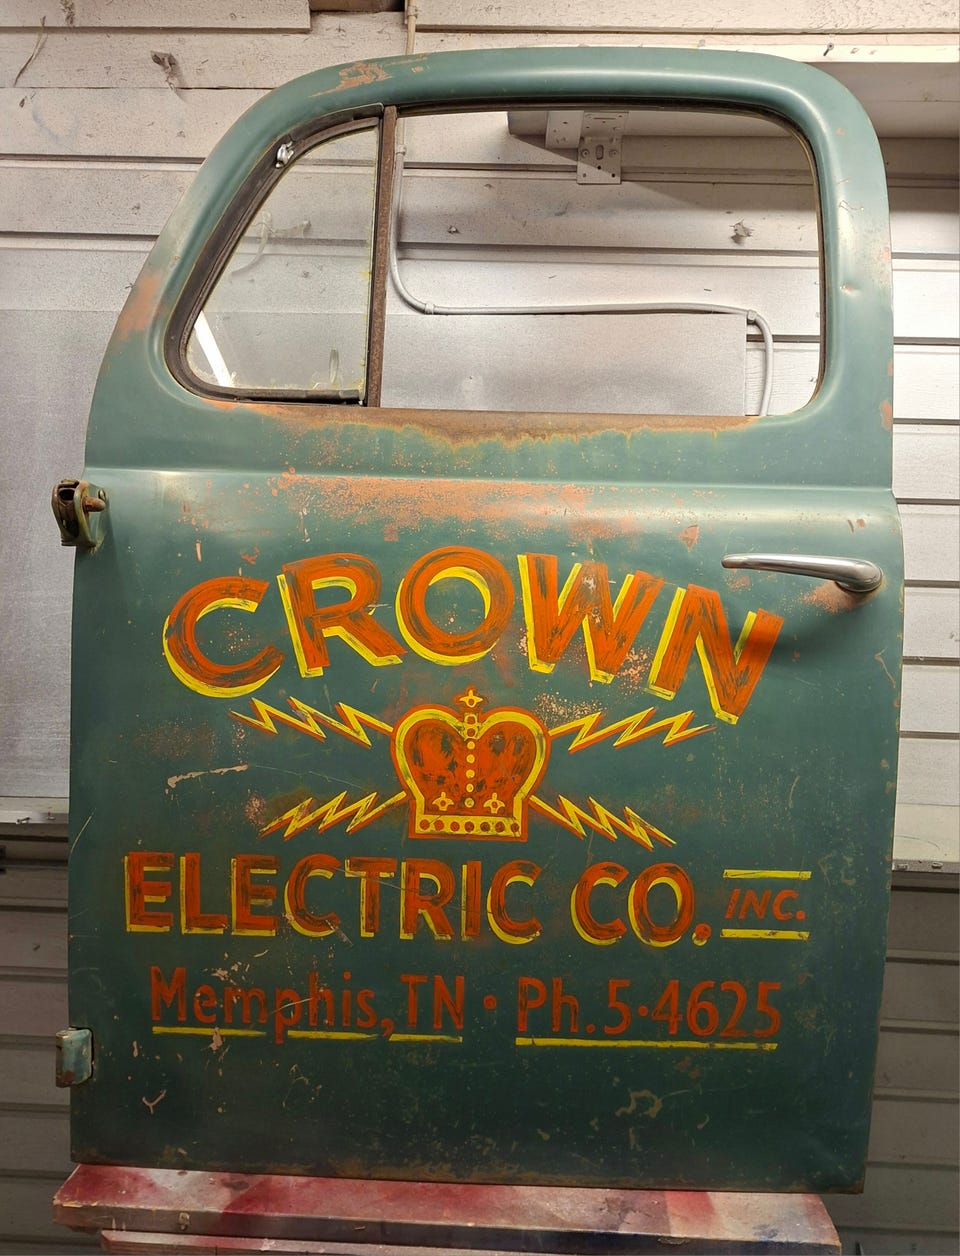 CROWN
ELECTRIC CO. INC.
Memphis, TN • Ph. 5•4625